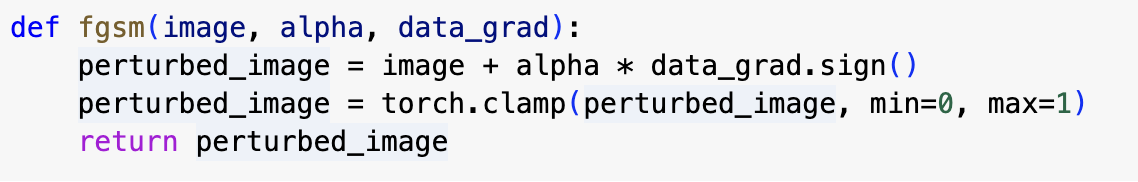 def fgsm(image, alpha, data_grad):
    perturbed_image = image + alpha * data_grad.sign()
    perturbed_image = torch.clamp(perturbed_image, min=0, max=1)
    return perturbed_image